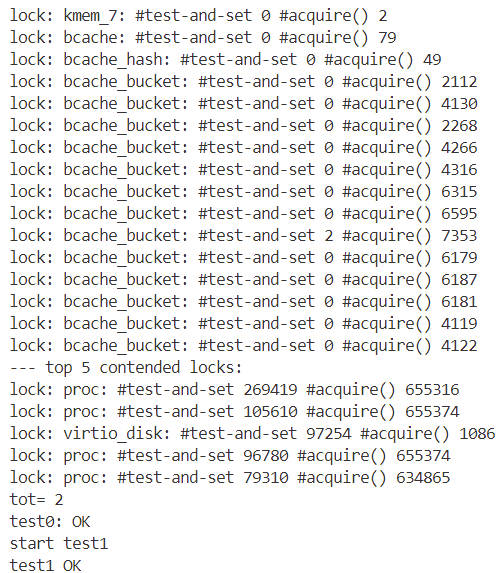 lock: kmem_7: #test-and-set 0 #acquire() 2
lock: bcache: #test-and-set 0 #acquire() 79
lock: bcache_hash: #test-and-set 0 #acquire() 49
lock: bcache_bucket: #test-and-set 0 #acquire() 2112
lock: bcache_bucket: #test-and-set 0 #acquire() 4130
lock: bcache_bucket: #test-and-set 0 #acquire() 2268
lock: bcache_bucket: #test-and-set 0 #acquire() 4266
lock: bcache_bucket: #test-and-set 0 #acquire() 4316
lock: bcache_bucket: #test-and-set 0 #acquire() 6315
lock: bcache_bucket: #test-and-set 0 #acquire() 6595
lock: bcache_bucket: #test-and-set 2 #acquire() 7353
lock: bcache_bucket: #test-and-set 0 #acquire() 6179
lock: bcache_bucket: #test-and-set 0 #acquire() 6187
lock: bcache_bucket: #test-and-set 0 #acquire() 6181
lock: bcache_bucket: #test-and-set 0 #acquire() 4119
lock: bcache_bucket: #test-and-set 0 #acquire() 4122
--- top 5 contended locks:
lock: proc: #test-and-set 269419 #acquire() 655316
lock: proc: #test-and-set 105610 #acquire() 655374
lock: virtio_disk: #test-and-set 97254 #acquire() 1086
lock: proc: #test-and-set 96780 #acquire() 655374
lock: proc: #test-and-set 79310 #acquire() 634865
tot= 2
test0: OK
start test1
test1 OK